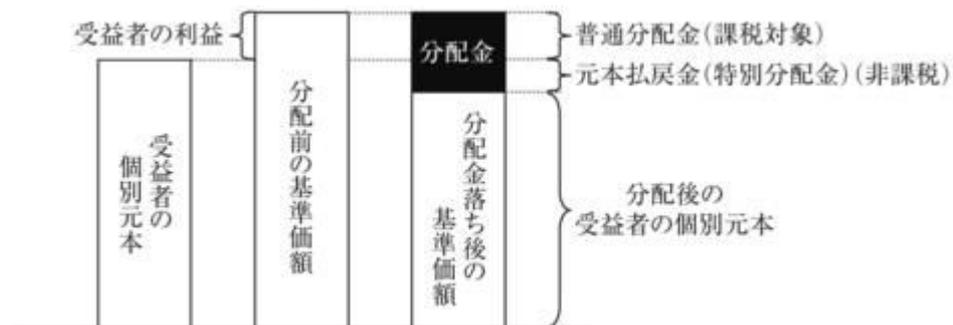 受益者の利益
分配金
普通分配金(課税対象)
元本払戻金(特別分配金)(非課税)
受益者の
個別元本
分配前の基準価額
分配金落ち後の
基準価額
分配後の
受益者の個別元本